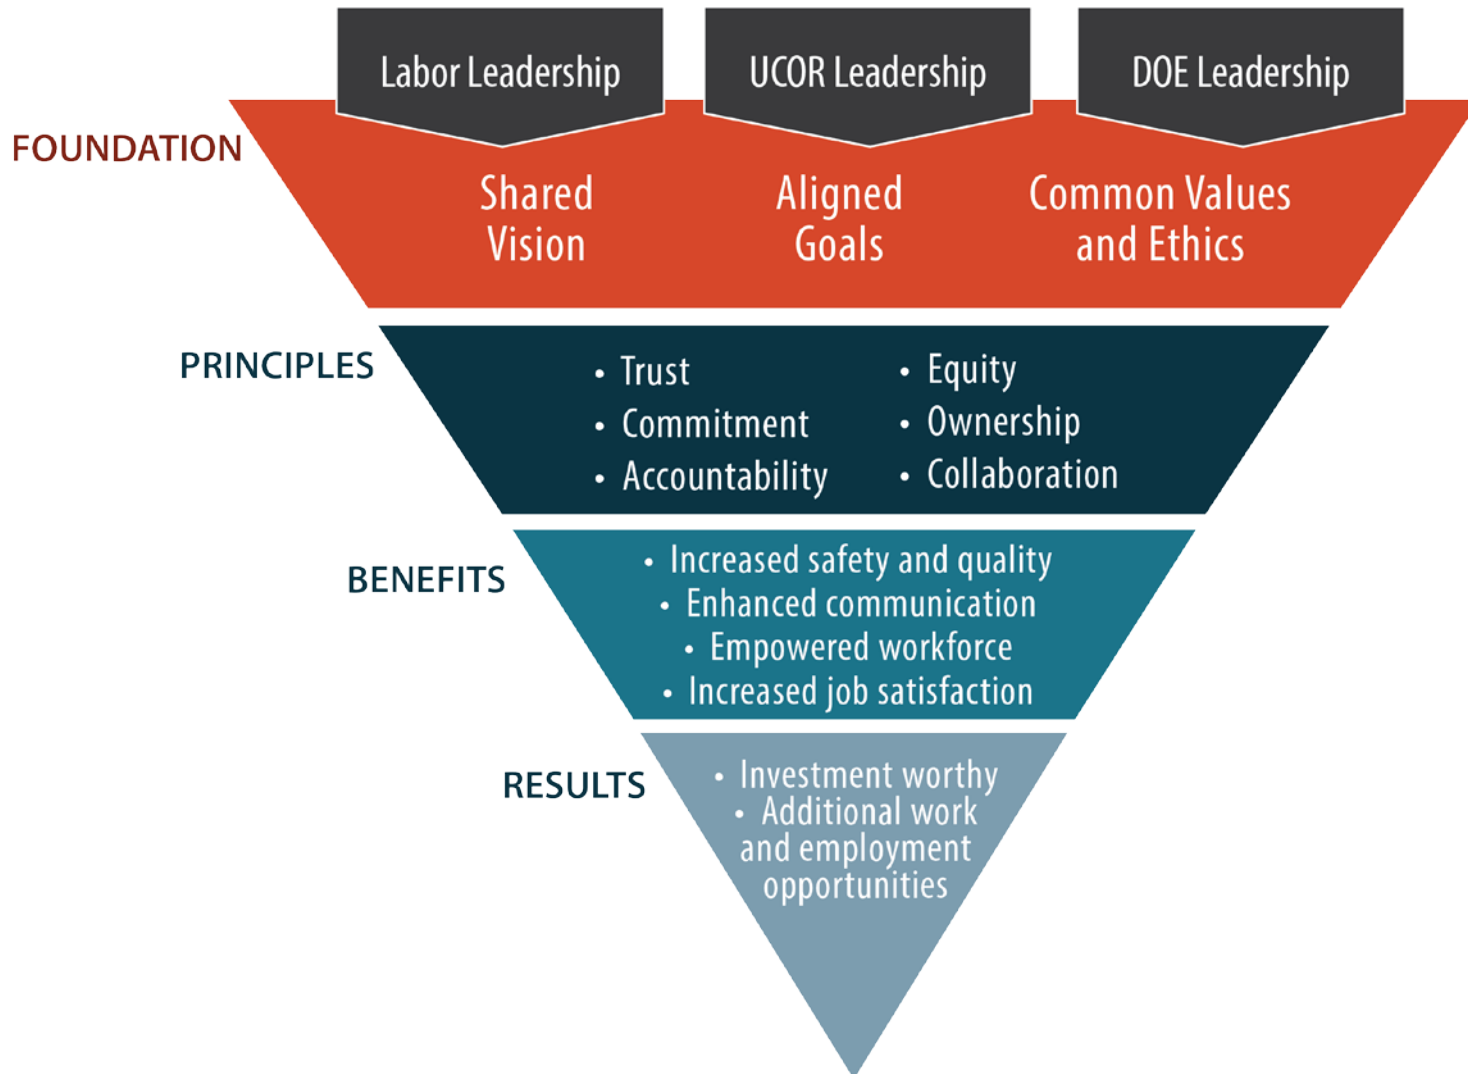 Labor Leadership
UCOR Leadership
DOE Leadership
FOUNDATION
Shared
Vision
Aligned
Goals
Common Values
and Ethics
PRINCIPLES
• Trust
• Commitment
• Accountability
• Equity
• Ownership
• Collaboration
BENEFITS
• Increased safety and quality
• Enhanced communication
• Empowered workforce
• Increased job satisfaction
RESULTS
• Investment worthy
• Additional work
and employment
opportunities